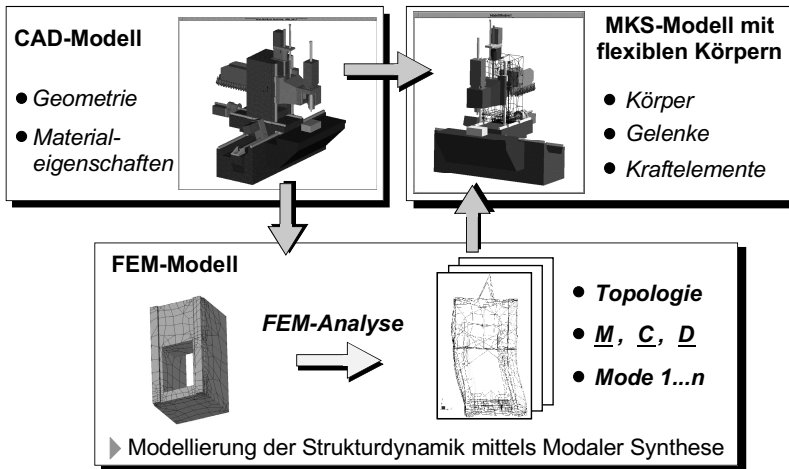 CAD-Modell
● Geometrie
● Material-
eigenschaften
MKS-Modell mit
flexiblen Körpern
● Körper
● Gelenke
● Kraftelemente
FEM-Modell
FEM-Analyse
● Topologie
● M , C , D
● Mode 1...n
Modellierung der Strukturdynamik mittels Modaler Synthese